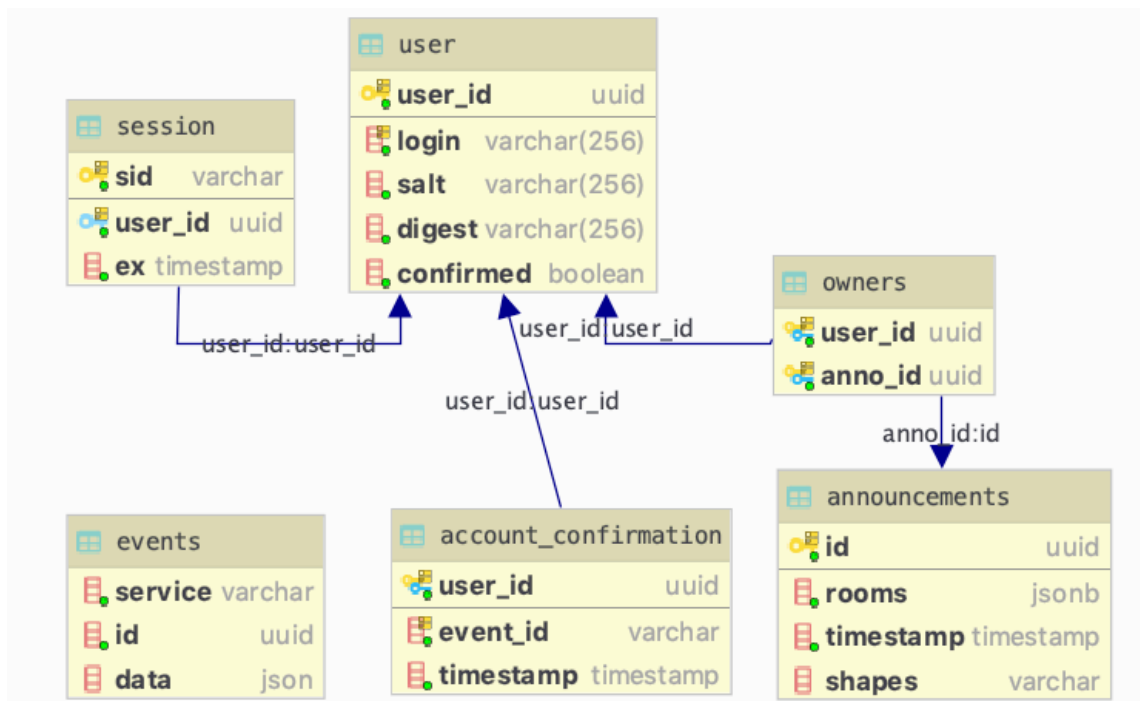 user
user_id uuid
login varchar(256)
salt varchar(256)
digest varchar(256)
confirmed boolean
session
sid varchar
user_id uuid
ex timestamp
owners
user_id uuid
anno_id uuid
user_id:user_id
user_id:user_id
user_id:user_id
anno_id:id
events
service varchar
id uuid
data json
account_confirmation
user_id uuid
event_id varchar
timestamp timestamp
announcements
id uuid
rooms jsonb
timestamp timestamp
shapes varchar